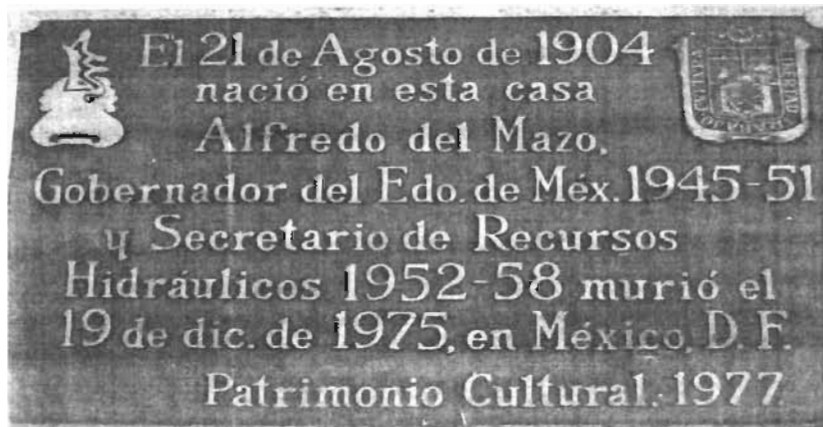 El 21 de Agosto de 1904
nació en esta casa
Alfredo del Mazo,
Gobernador del Edo. de Méx. 1945-51
y Secretario de Recursos
Hidráulicos 1952-58 murió el
19 de dic. de 1975, en México, D. F.
Patrimonio Cultural. 1977